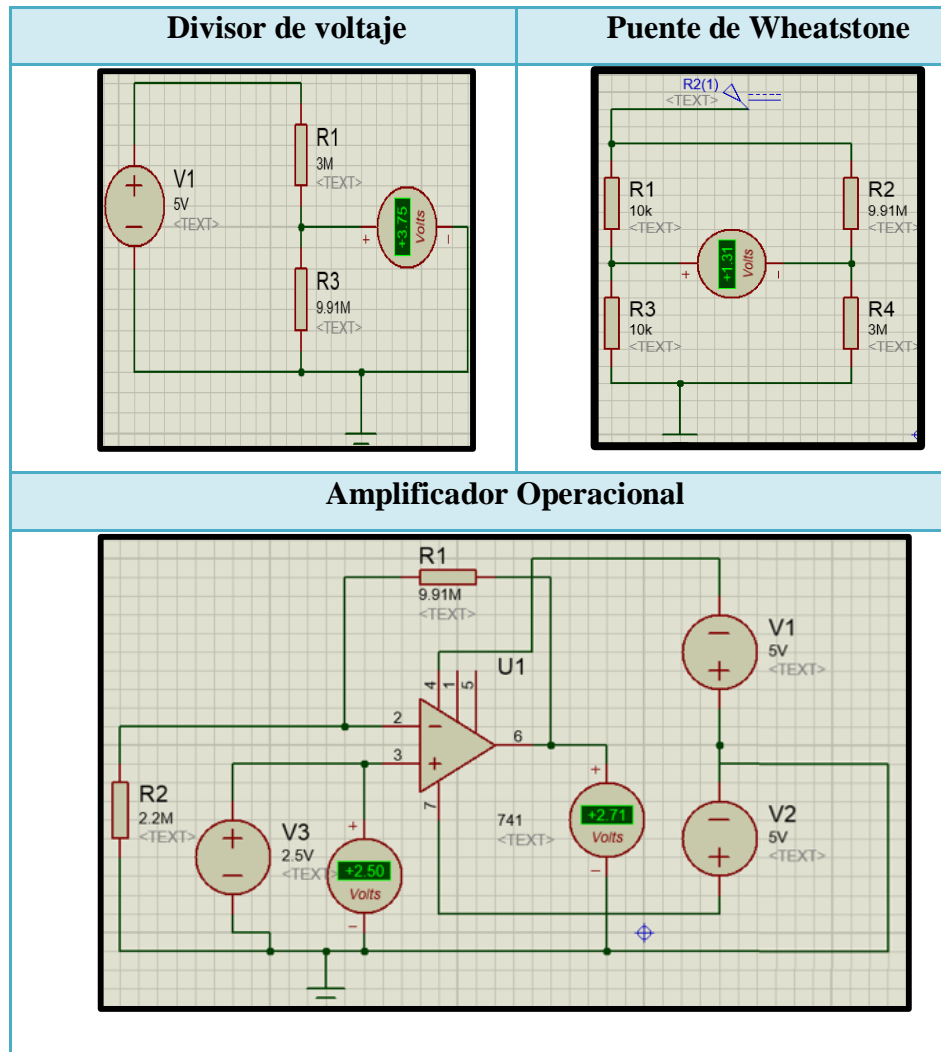 Divisor de voltaje
Puente de Wheatstone
V1
5V
<TEXT>
R1
3M
<TEXT>
R3
9.91M
<TEXT>
+
+3.75
Volts
−
R2(1)
<TEXT>
R1
10k
<TEXT>
R2
9.91M
<TEXT>
+
+1.31
Volts
−
R3
10k
<TEXT>
R4
3M
<TEXT>
Amplificador Operacional
R1
9.91M
<TEXT>
U1
4
1
5
2
3
6
7
741
<TEXT>
R2
2.2M
<TEXT>
V3
2.5V
<TEXT>
+
+2.50
Volts
−
+
+2.71
Volts
−
V1
5V
<TEXT>
V2
5V
<TEXT>